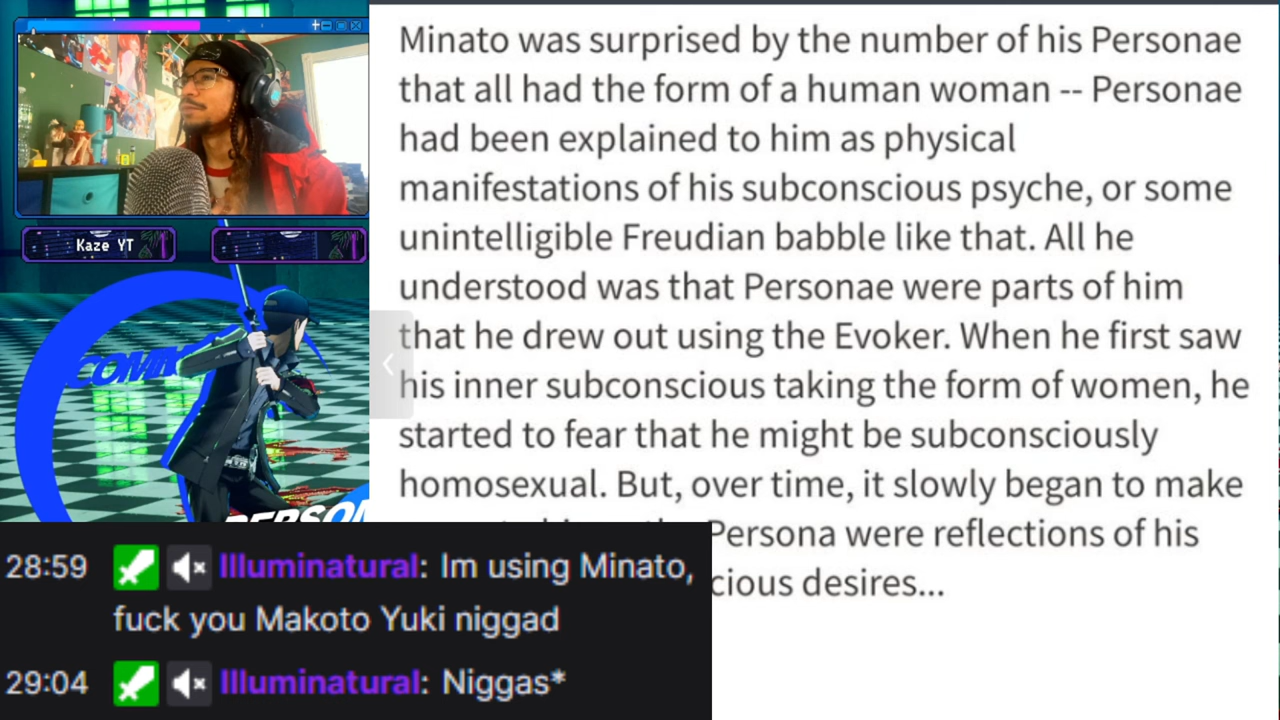 Minato was surprised by the number of his Personae
that all had the form of a human woman -- Personae
had been explained to him as physical
manifestations of his subconscious psyche, or some
unintelligible Freudian babble like that. All he
understood was that Personae were parts of him
that he drew out using the Evoker. When he first saw
his inner subconscious taking the form of women, he
started to fear that he might be subconsciously
homosexual. But, over time, it slowly began to make
Persona were reflections of his
desires...
Kaze YT
28:59 Illuminatural: Im using Minato,
fuck you Makoto Yuki niggad
29:04 Illuminatural: Niggas*